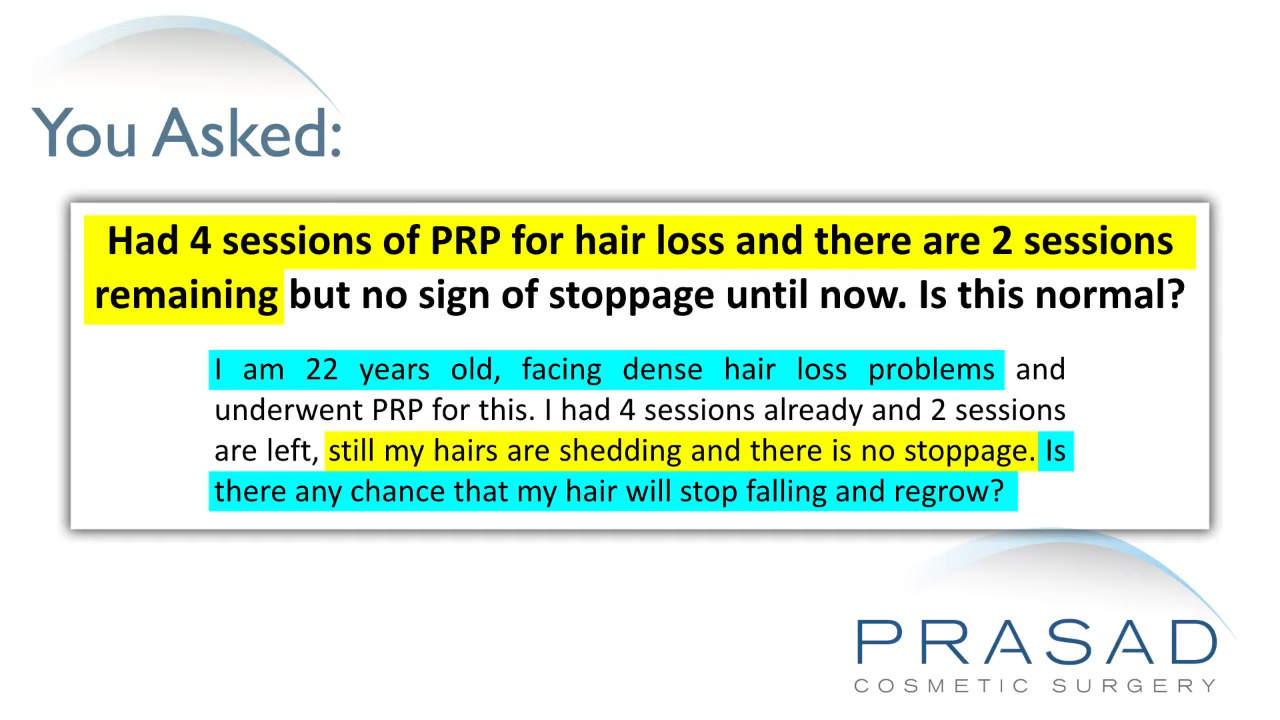 You Asked:
Had 4 sessions of PRP for hair loss and there are 2 sessions
remaining but no sign of stoppage until now. Is this normal?
I am 22 years old, facing dense hair loss problems and
underwent PRP for this. I had 4 sessions already and 2 sessions
are left, still my hairs are shedding and there is no stoppage. Is
there any chance that my hair will stop falling and regrow?
PRASAD
COSMETIC SURGERY